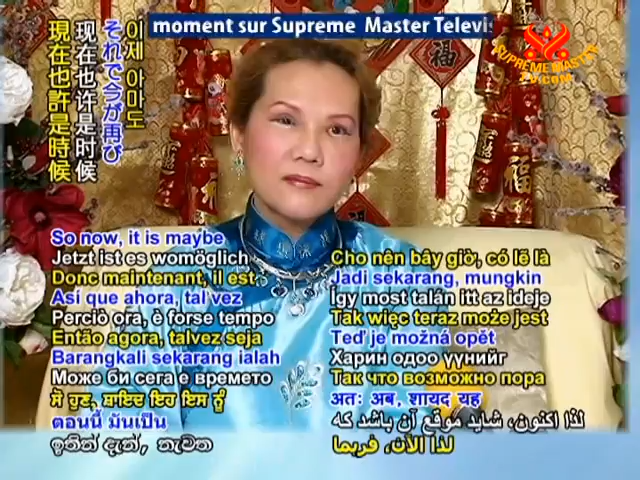 moment sur Supreme Master Televis
SUPREME MASTER
TV.COM
이제 아마도
それで今が再び
现在也许是时候
現在也許是時候
福
福
So now, it is maybe
Jetzt ist es womöglich
Donc maintenant, il est
Así que ahora, tal vez
Perciò ora, è forse tempo
Então agora, talvez seja
Barangkali sekarang ialah
Може би сега е времето
ਸੋ ਹੁਣ, ਸ਼ਾਇਦ ਇਹ ਇਸ ਨੂੰ
ตอนนี้ มันเป็น
Cho nên bây giờ, có lẽ là
Jadi sekarang, mungkin
Így most talán itt az ideje
Tak więc teraz może jest
Teď je možná opět
Харин одоо үүнийг
Так что возможно пора
अतः अब, शायद यह
لذا اکنون، شاید موقع آن باشد که
لذا الآن، فربما